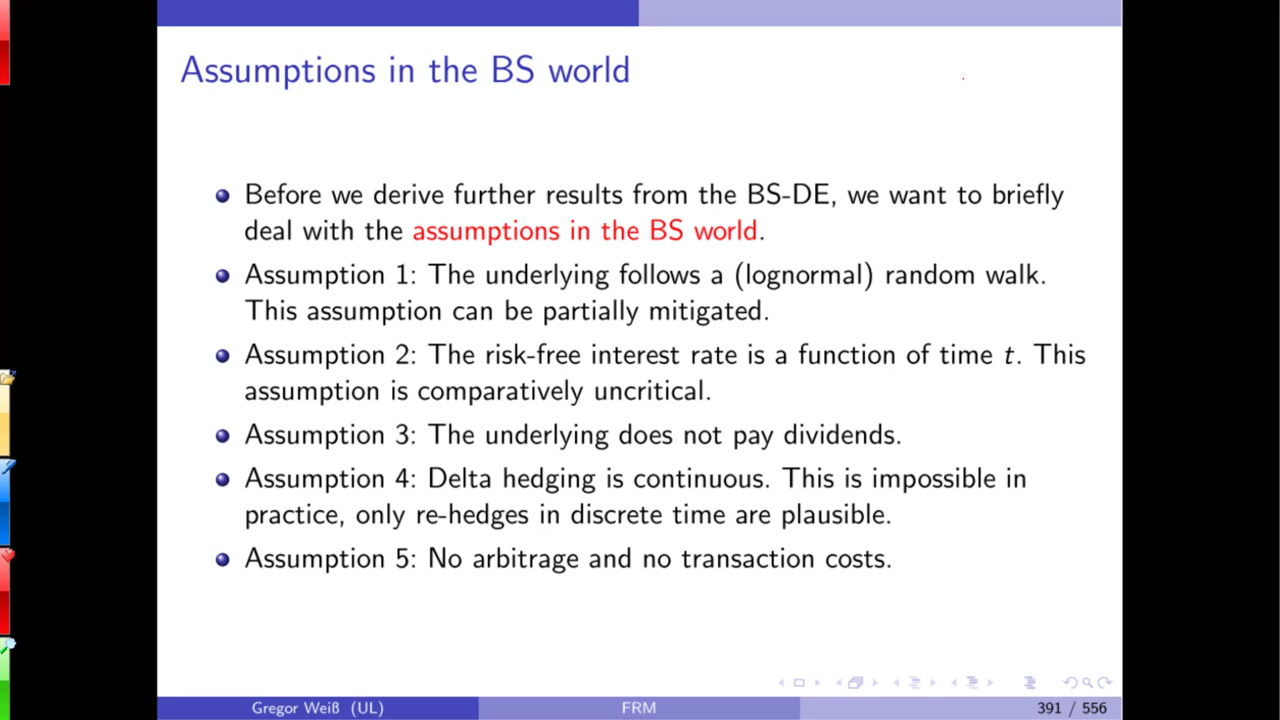 Assumptions in the BS world
Before we derive further results from the BS-DE, we want to briefly
deal with the assumptions in the BS world.
Assumption 1: The underlying follows a (lognormal) random walk.
This assumption can be partially mitigated.
Assumption 2: The risk-free interest rate is a function of time t. This
assumption is comparatively uncritical.
Assumption 3: The underlying does not pay dividends.
Assumption 4: Delta hedging is continuous. This is impossible in
practice, only re-hedges in discrete time are plausible.
Assumption 5: No arbitrage and no transaction costs.
Gregor Weiß (UL) FRM 391 / 556